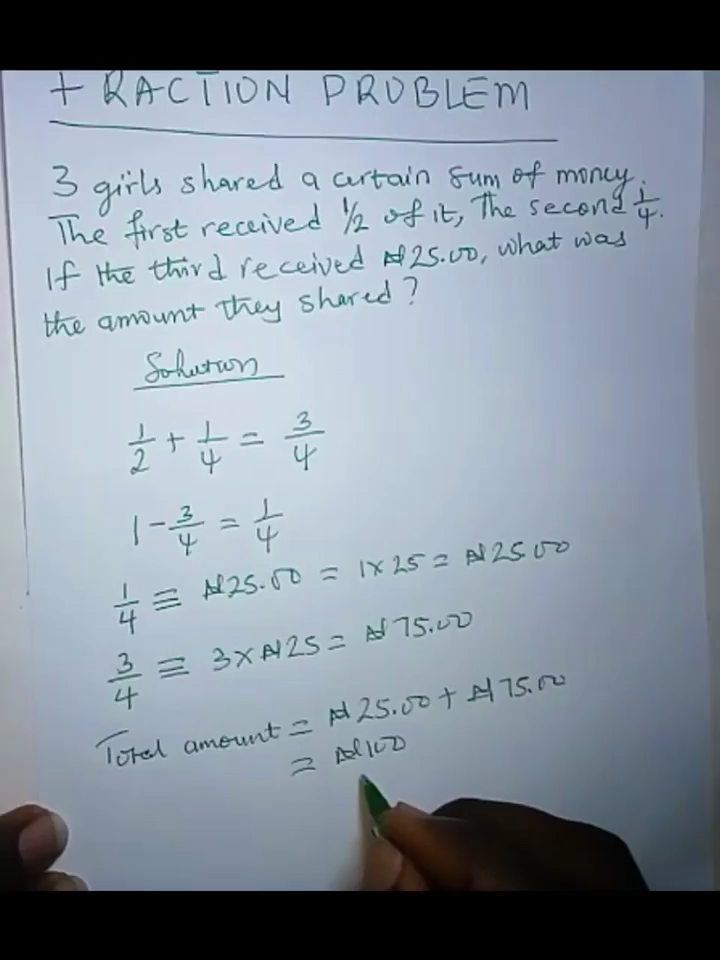 FRACTION PROBLEM
3 girls shared a certain sum of money.
The first received 1/2 of it, The second 1/4.
If the third received ₦25.00, what was
the amount they shared?
Solution
1/2 + 1/4 = 3/4
1 - 3/4 = 1/4
1/4 ≡ ₦25.00 = 1 x 25 = ₦25.00
3/4 ≡ 3 x ₦25 = ₦75.00
Total amount = ₦25.00 + ₦75.00
= ₦100